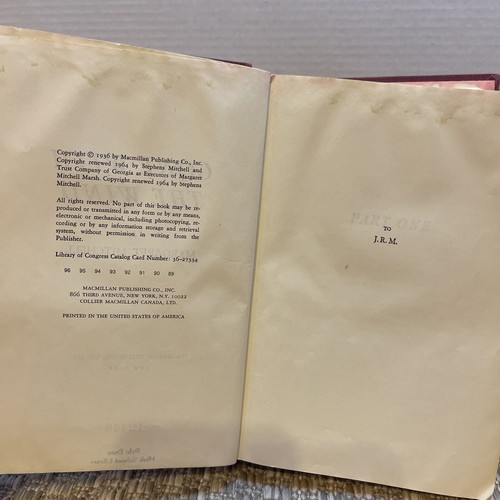 Copyright © 1936 by Macmillan Publishing Co., Inc.
Copyright renewed 1964 by Stephens Mitchell and
Trust Company of Georgia as Executors of Margaret
Mitchell Marsh. Copyright renewed 1964 by Stephens
Mitchell.
All rights reserved. No part of this book may be re-
produced or transmitted in any form or by any means,
electronic or mechanical, including photocopying, re-
cording or by any information storage and retrieval
system, without permission in writing from the
Publisher.
Library of Congress Catalog Card Number: 36-27334
96 95 94 93 92 91 90 89
MACMILLAN PUBLISHING CO., INC.
866 THIRD AVENUE, NEW YORK, N.Y. 10022
COLLIER MACMILLAN CANADA, LTD.
PRINTED IN THE UNITED STATES OF AMERICA
PART ONE
TO
J.R.M.